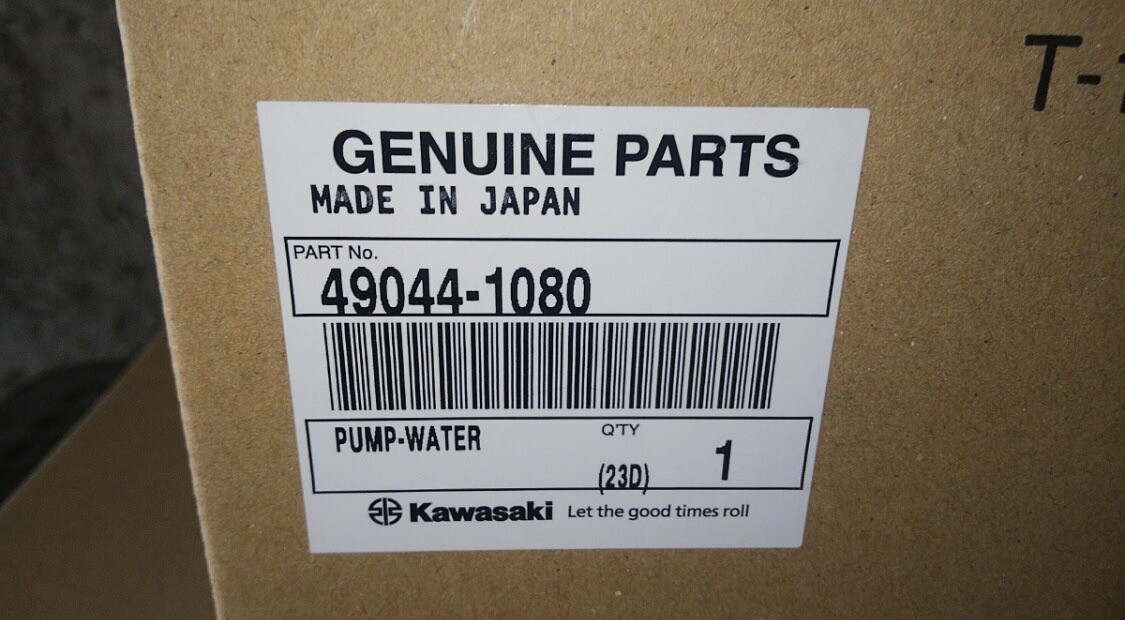 T-
GENUINE PARTS
MADE IN JAPAN
PART No.
49044-1080
PUMP-WATER
Q'TY
(23D)
1
Kawasaki Let the good times roll